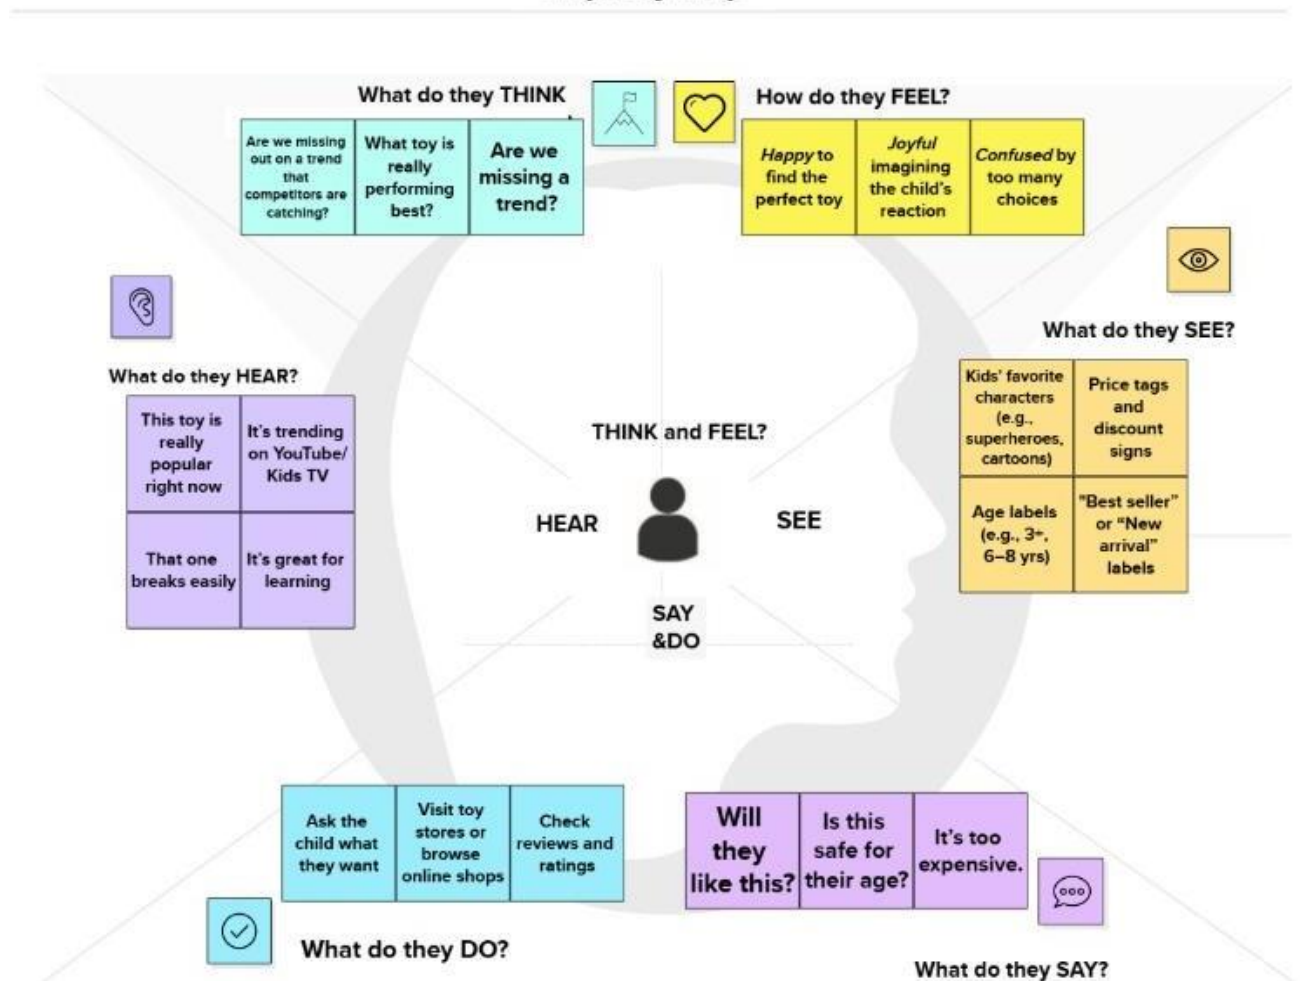 What do they THINK
How do they FEEL?
Are we missing
out on a trend
that
competitors are
catching?
What toy is
really
performing
best?
Are we
missing a
trend?
Happy to
find the
perfect toy
Joyful
imagining
the child's
reaction
Confused by
too many
choices
What do they SEE?
Kids' favorite
characters
(e.g.,
superheroes,
cartoons)
Price tags
and
discount
signs
Age labels
(e.g., 3+,
6–8 yrs)
"Best seller"
or "New
arrival"
labels
What do they HEAR?
This toy is
really
popular
right now
It's trending
on YouTube/
Kids TV
That one
breaks easily
It's great for
learning
THINK and FEEL?
HEAR
SEE
SAY
&DO
Ask the
child what
they want
Visit toy
stores or
browse
online shops
Check
reviews and
ratings
What do they DO?
Will
they
like this?
Is this
safe for
their age?
It's too
expensive.
What do they SAY?